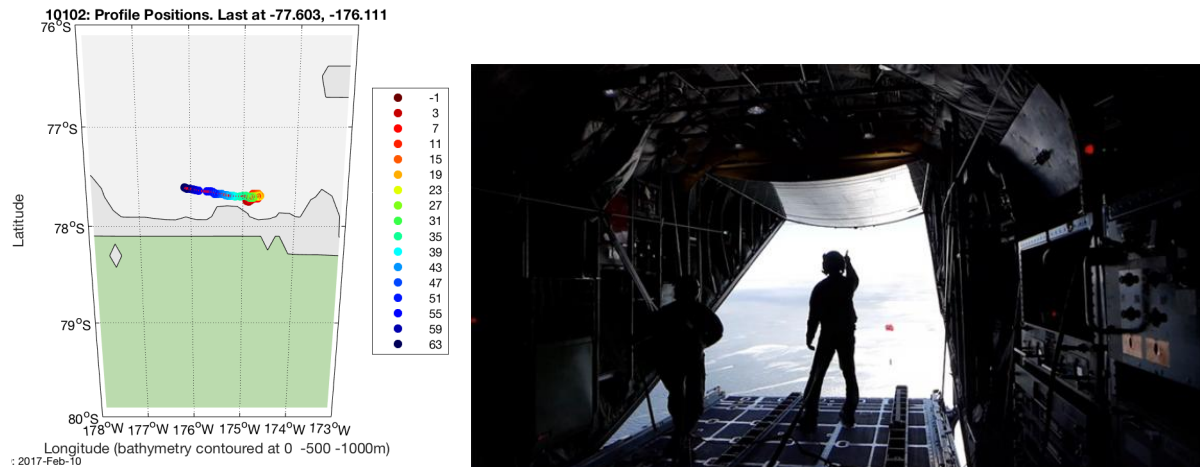 10102: Profile Positions. Last at -77.603, -176.111
76°S
77°S
78°S
79°S
80°S
Latitude
178°W 177°W 176°W 175°W 174°W 173°W
Longitude (bathymetry contoured at 0 -500 -1000m)
: 2017-Feb-10
-1
3
7
11
15
19
23
27
31
35
39
43
47
51
55
59
63